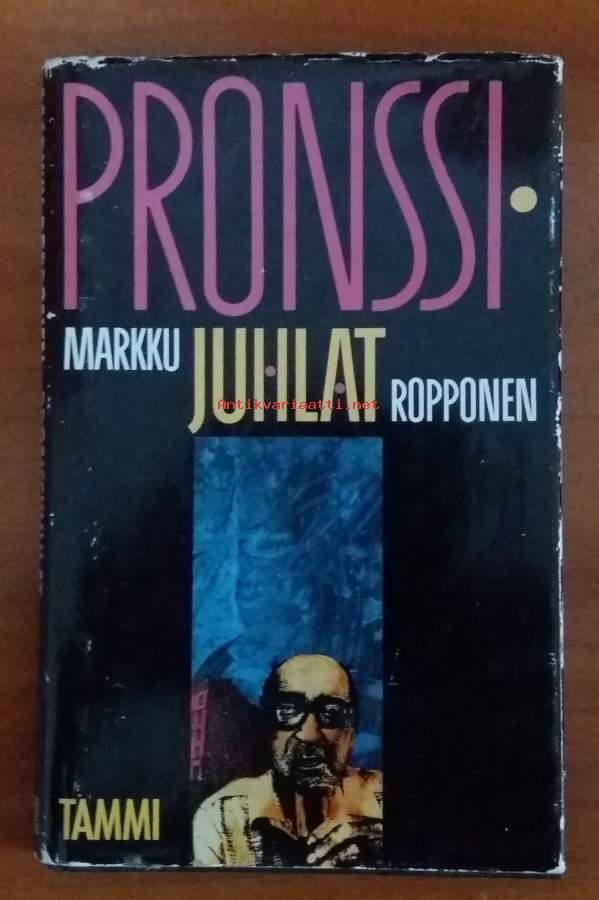 PRONSSI·
MARKKU JUHLAT ROPPONEN
Antikvariaatti.net
TAMMI